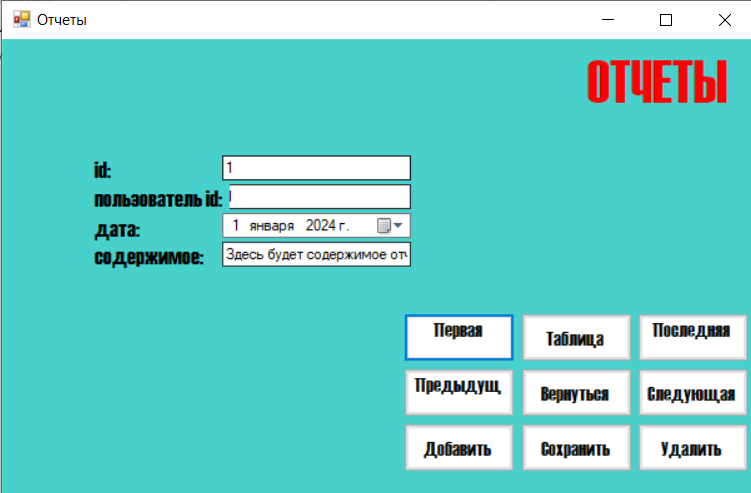 Отчеты
ОТЧЕТЫ
id: 1
пользователь id:
дата: 1 января 2024 г.
содержимое: Здесь будет содержимое отч
Первая Таблица Последняя
Предыдущ Вернуться Следующая
Добавить Сохранить Удалить